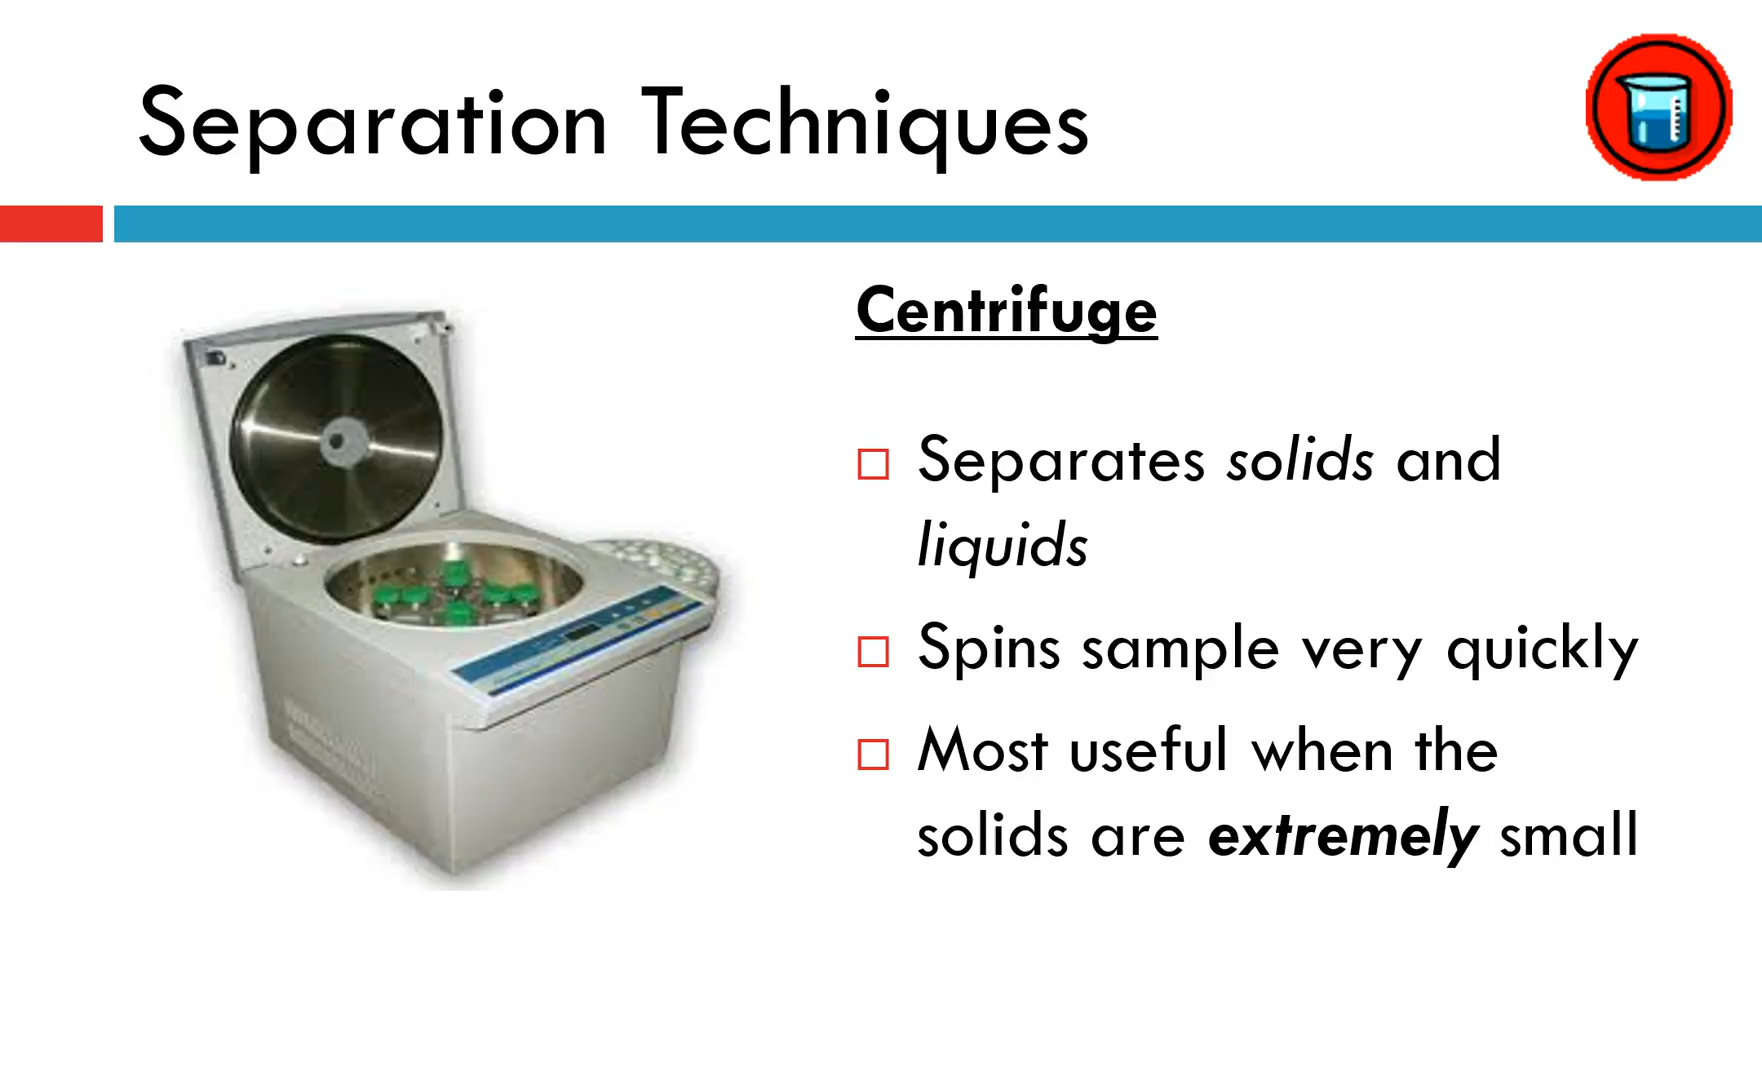 Separation Techniques
Centrifuge
Separates solids and
liquids
Spins sample very quickly
Most useful when the
solids are extremely small